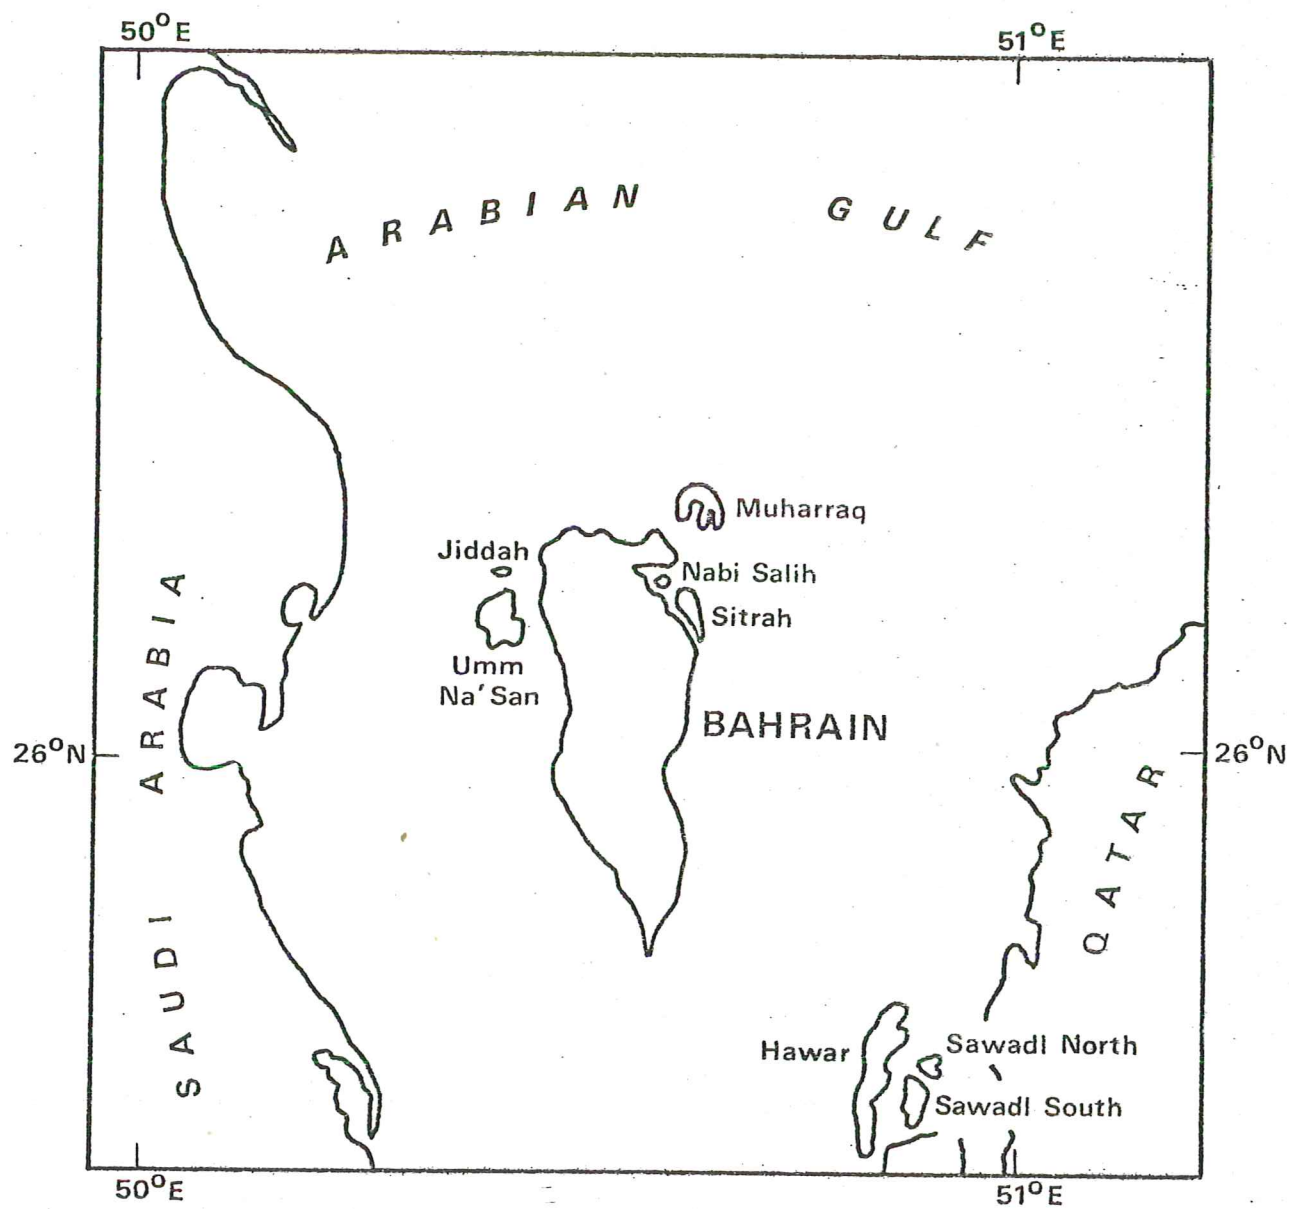 50°E
51°E
ARABIAN GULF
Muharraq
Jiddah
Nabi Salih
Sitrah
Umm
Na'San
BAHRAIN
26°N
26°N
SAUDI ARABIA
QATAR
Hawar
Sawadl North
Sawadl South
50°E
51°E